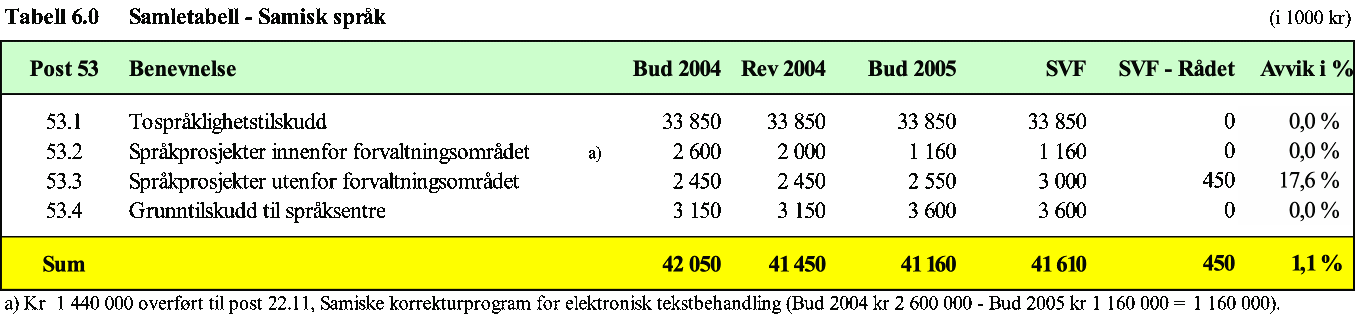 Tabell 6.0 Samletabell - Samisk språk (i 1000 kr)
Post 53 Benevnelse Bud 2004 Rev 2004 Bud 2005 SVF SVF - Rådet Avvik i %
53.1 Tospråklighetstilskudd 33 850 33 850 33 850 33 850 0 0,0 %
53.2 Språkprosjekter innenfor forvaltningsområdet a) 2 600 2 000 1 160 1 160 0 0,0 %
53.3 Språkprosjekter utenfor forvaltningsområdet 2 450 2 450 2 550 3 000 450 17,6 %
53.4 Grunntilskudd til språksentre 3 150 3 150 3 600 3 600 0 0,0 %
Sum 42 050 41 450 41 160 41 610 450 1,1 %
a) Kr 1 440 000 overført til post 22.11, Samiske korrekturprogram for elektronisk tekstbehandling (Bud 2004 kr 2 600 000 - Bud 2005 kr 1 160 000 = 1 160 000).